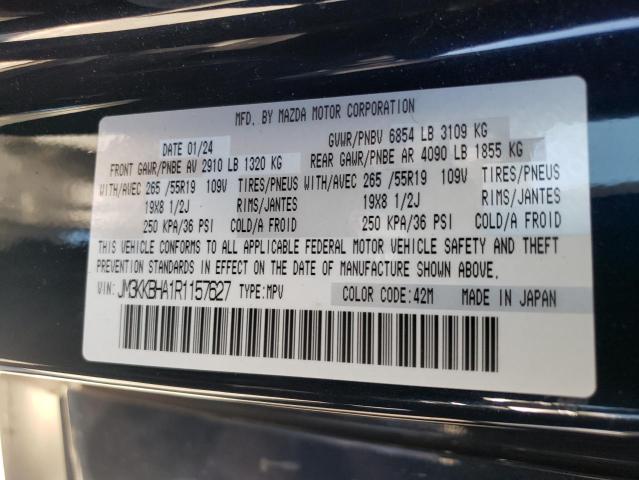 MFD. BY MAZDA MOTOR CORPORATION
DATE 01/24 GVWR/PNBV 6854 LB 3109 KG
FRONT GAWR/PNBE AV 2910 LB 1320 KG REAR GAWR/PNBE AR 4090 LB 1855 KG
WITH/AVEC 265 /55R19 109V TIRES/PNEUS WITH/AVEC 265 /55R19 109V TIRES/PNEUS
19X8 1/2J RIMS/JANTES 19X8 1/2J RIMS/JANTES
250 KPA/36 PSI COLD/A FROID 250 KPA/36 PSI COLD/A FROID
THIS VEHICLE CONFORMS TO ALL APPLICABLE FEDERAL MOTOR VEHICLE SAFETY AND THEFT
PREVENTION STANDARDS IN EFFECT ON THE DATE OF MANUFACTURE SHOWN ABOVE.
VIN: JM3KKBHA1R1157627 TYPE:MPV COLOR CODE:42M MADE IN JAPAN